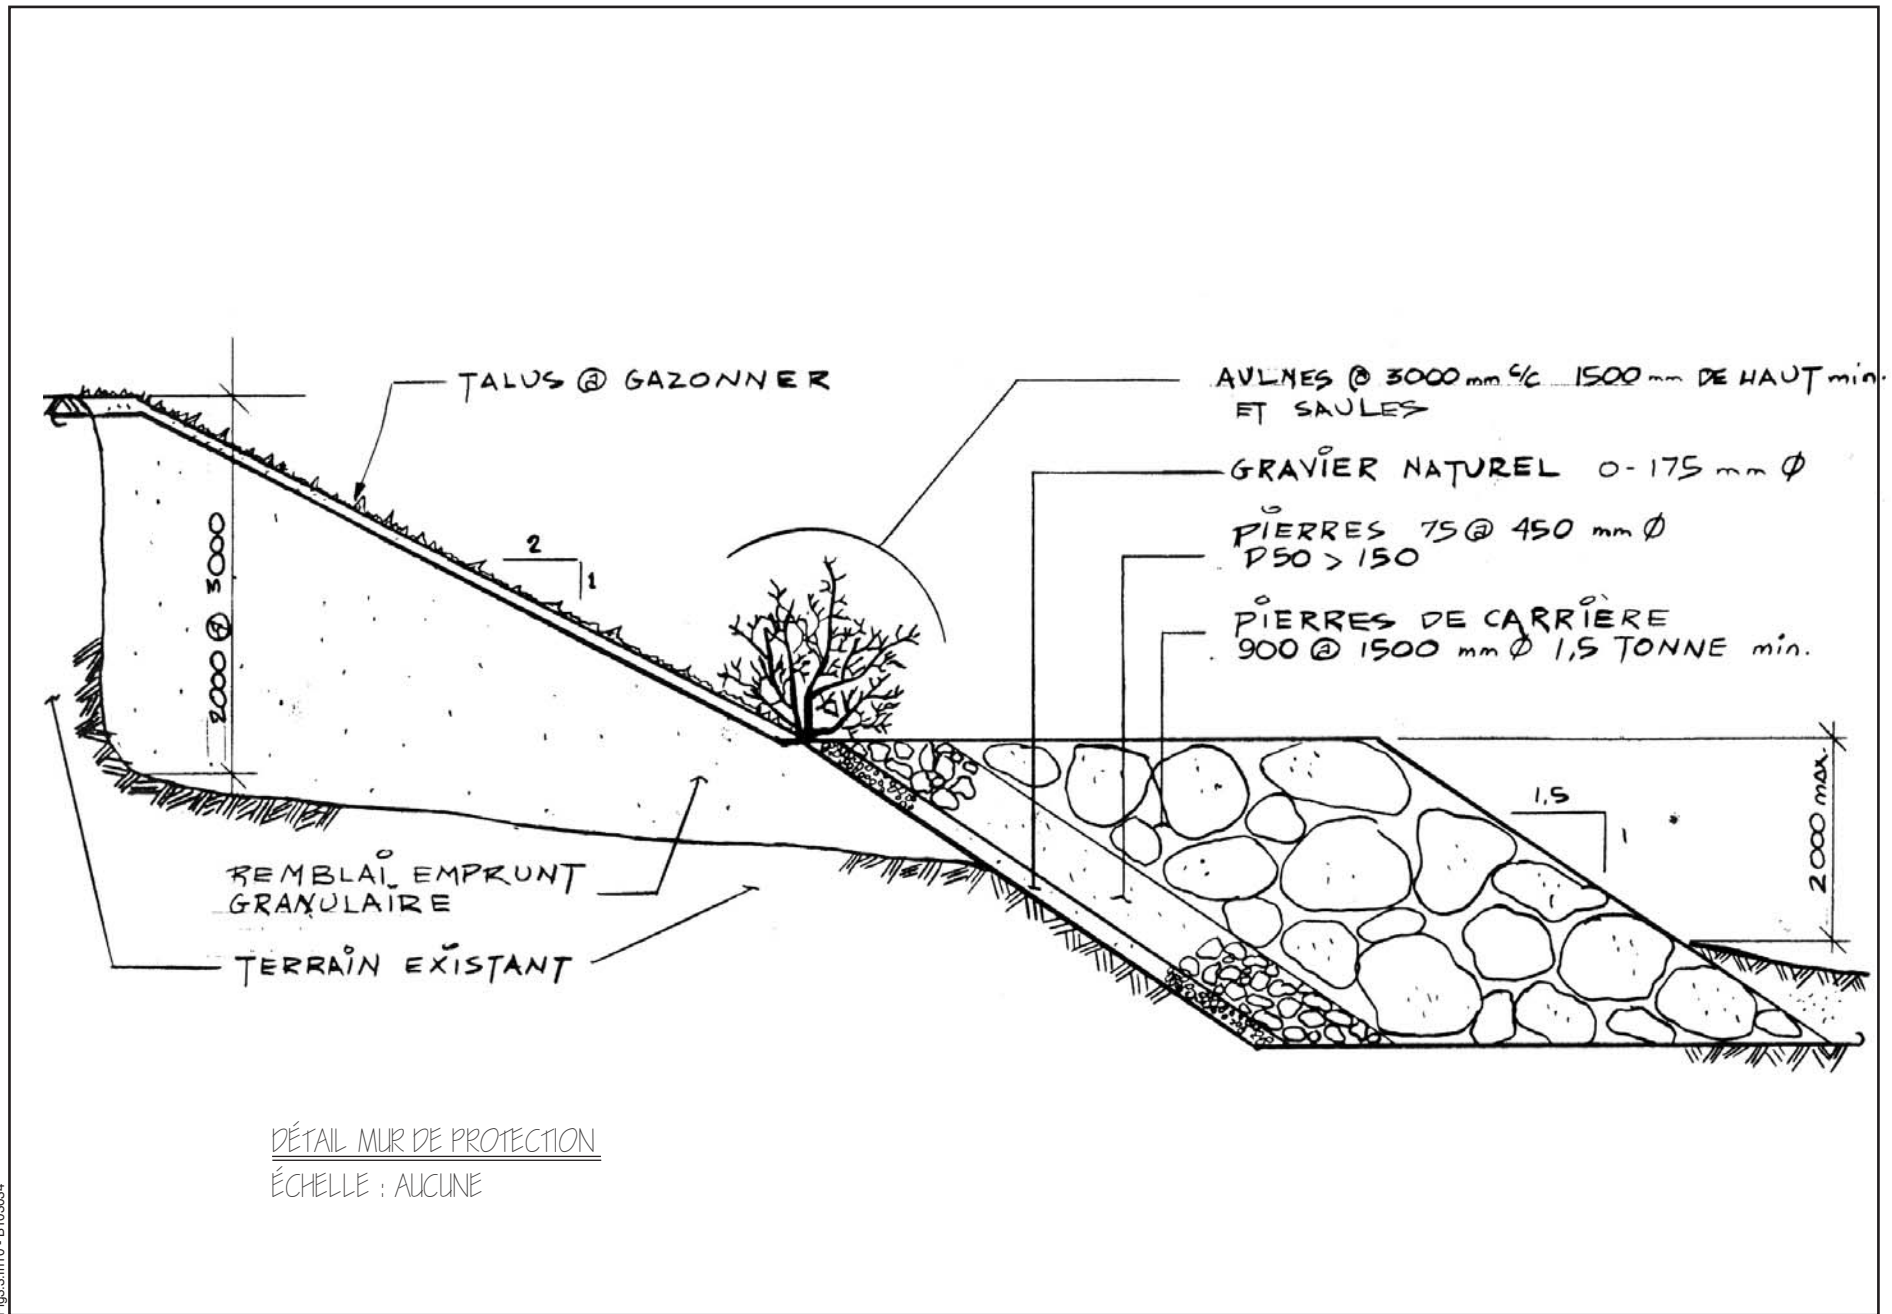 TALUS @ GAZONNER
AULNES @ 3000 mm c/c 1500 mm DE HAUT min.
ET SAULES
GRAVIER NATUREL 0-175 mm Ø
PIERRES 75 @ 450 mm Ø
D50 > 150
PIERRES DE CARRIÈRE
900 @ 1500 mm Ø 1,5 TONNE min.
2000 @ 3000
2
1
1,5
1
2000 max.
REMBLAI EMPRUNT
GRANULAIRE
TERRAIN EXISTANT
DÉTAIL MUR DE PROTECTION
ÉCHELLE : AUCUNE